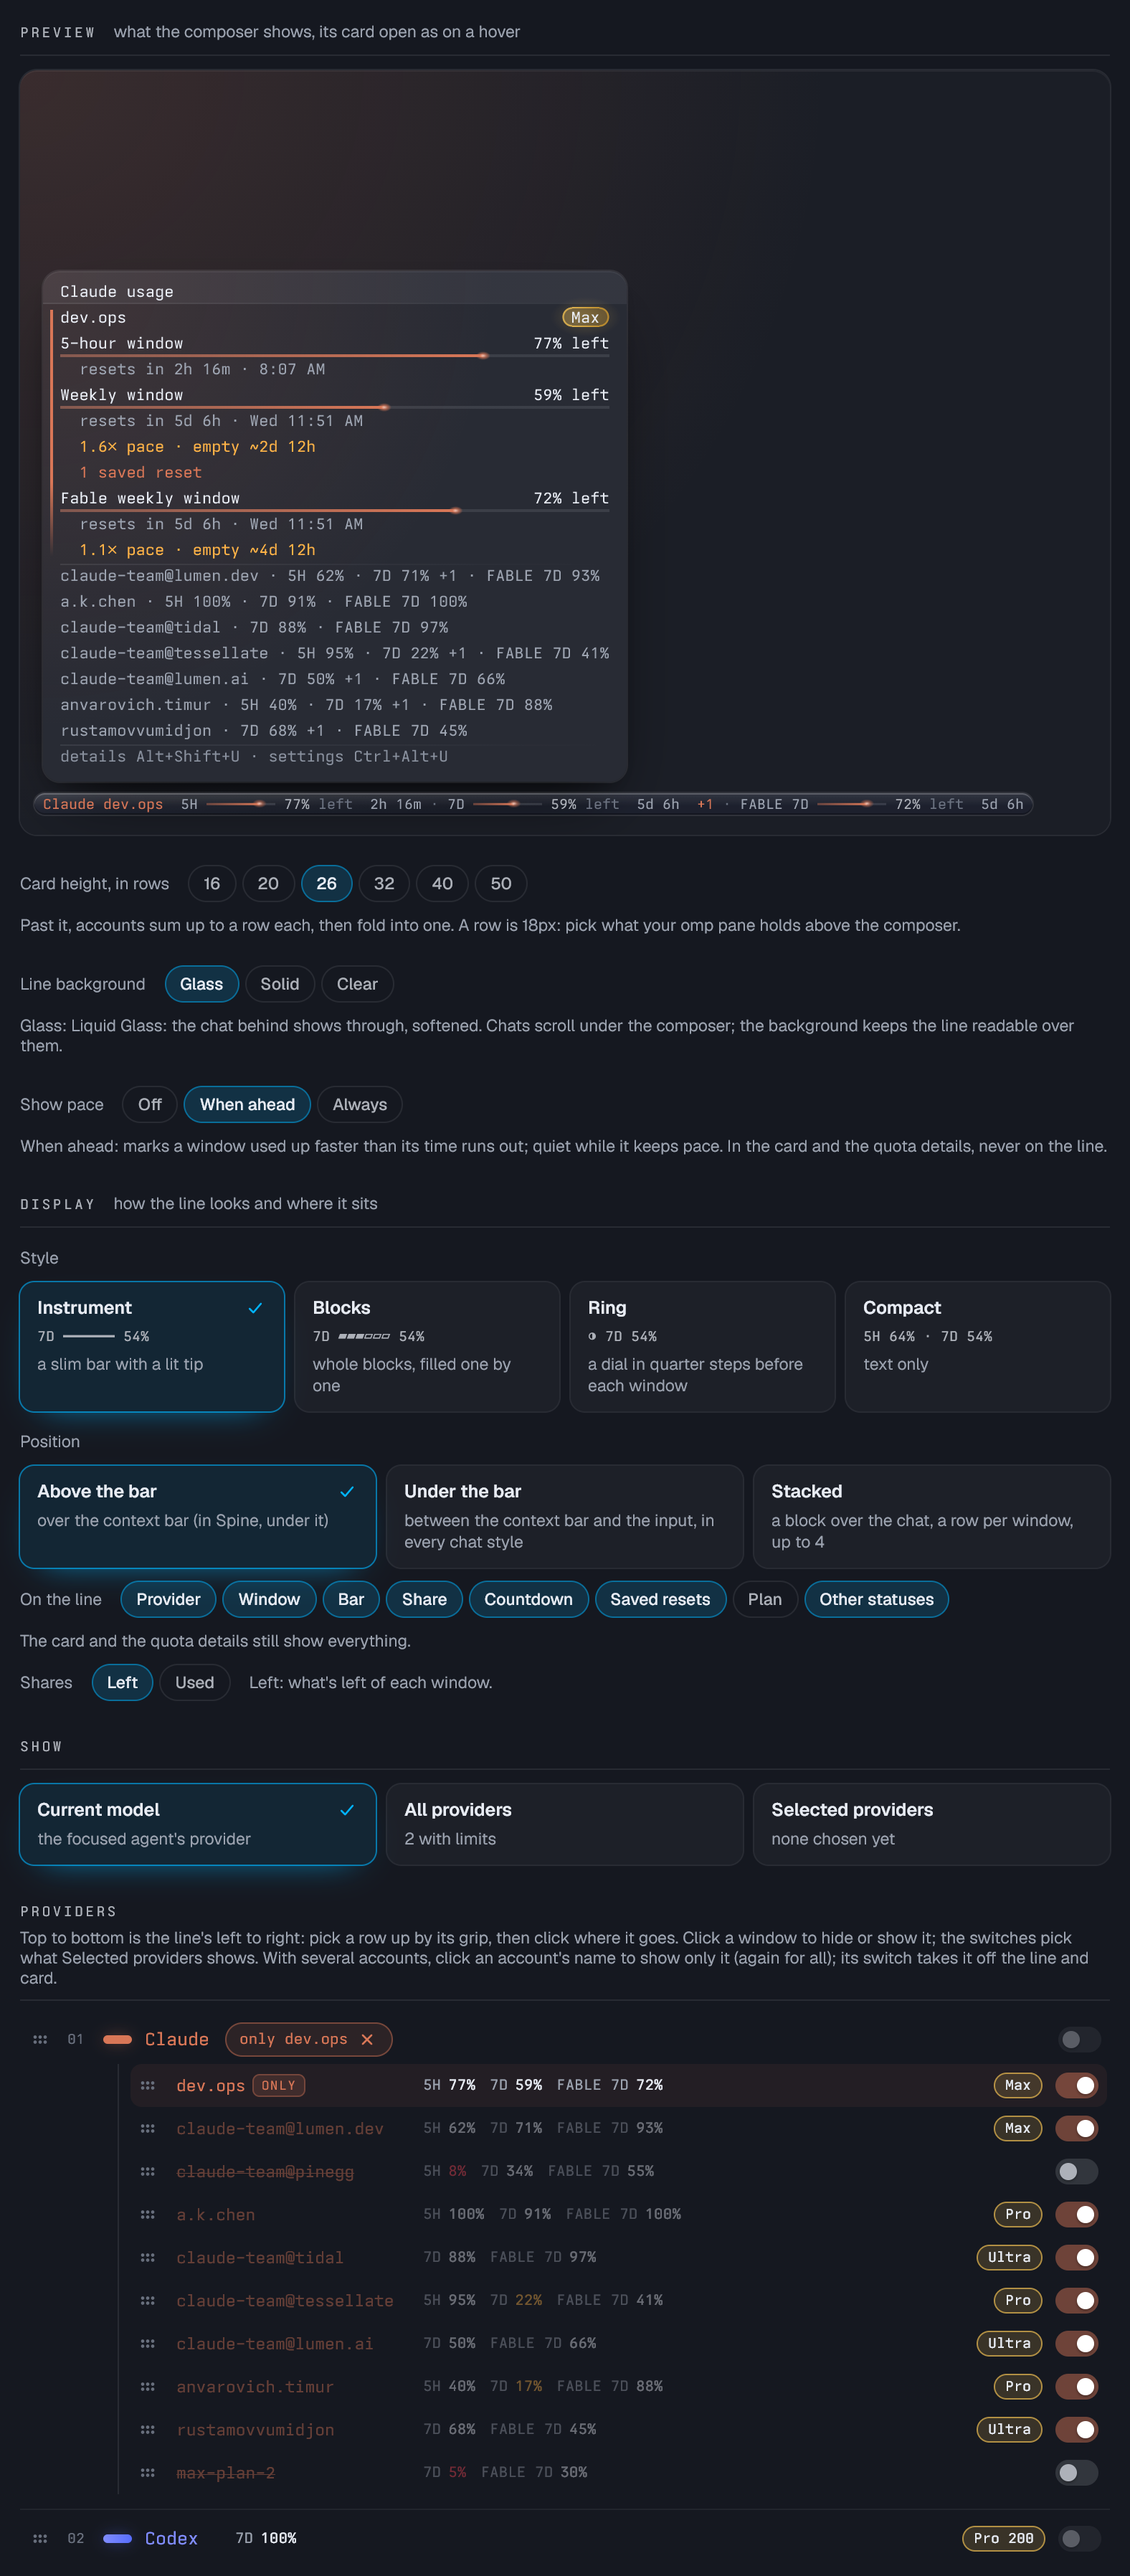 PREVIEW what the composer shows, its card open as on a hover
Claude usage
dev.ops Max
5-hour window 77% left
resets in 2h 16m · 8:07 AM
Weekly window 59% left
resets in 5d 6h · Wed 11:51 AM
1.6× pace · empty ~2d 12h
1 saved reset
Fable weekly window 72% left
resets in 5d 6h · Wed 11:51 AM
1.1× pace · empty ~4d 12h
claude-team@lumen.dev · 5H 62% · 7D 71% +1 · FABLE 7D 93%
a.k.chen · 5H 100% · 7D 91% · FABLE 7D 100%
claude-team@tidal · 7D 88% · FABLE 7D 97%
claude-team@tessellate · 5H 95% · 7D 22% +1 · FABLE 7D 41%
claude-team@lumen.ai · 7D 50% +1 · FABLE 7D 66%
anvarovich.timur · 5H 40% · 7D 17% +1 · FABLE 7D 88%
rustamovvumidjon · 7D 68% +1 · FABLE 7D 45%
details Alt+Shift+U · settings Ctrl+Alt+U
Claude dev.ops 5H 77% left 2h 16m · 7D 59% left 5d 6h +1 · FABLE 7D 72% left 5d 6h
Card height, in rows 16 20 26 32 40 50
Past it, accounts sum up to a row each, then fold into one. A row is 18px: pick what your omp pane holds above the composer.
Line background Glass Solid Clear
Glass: Liquid Glass: the chat behind shows through, softened. Chats scroll under the composer; the background keeps the line readable over
them.
Show pace Off When ahead Always
When ahead: marks a window used up faster than its time runs out; quiet while it keeps pace. In the card and the quota details, never on the line.
DISPLAY how the line looks and where it sits
Style
Instrument
7D 54%
a slim bar with a lit tip
Blocks
7D 54%
whole blocks, filled one by
one
Ring
7D 54%
a dial in quarter steps before
each window
Compact
5H 64% · 7D 54%
text only
Position
Above the bar
over the context bar (in Spine, under it)
Under the bar
between the context bar and the input, in
every chat style
Stacked
a block over the chat, a row per window,
up to 4
On the line Provider Window Bar Share Countdown Saved resets Plan Other statuses
The card and the quota details still show everything.
Shares Left Used Left: what's left of each window.
SHOW
Current model
the focused agent's provider
All providers
2 with limits
Selected providers
none chosen yet
PROVIDERS
Top to bottom is the line's left to right: pick a row up by its grip, then click where it goes. Click a window to hide or show it; the switches pick
what Selected providers shows. With several accounts, click an account's name to show only it (again for all); its switch takes it off the line and
card.
01 Claude only dev.ops ×
dev.ops ONLY 5H 77% 7D 59% FABLE 7D 72% Max
claude-team@lumen.dev 5H 62% 7D 71% FABLE 7D 93% Max
claude-team@pinegg 5H 8% 7D 34% FABLE 7D 55%
a.k.chen 5H 100% 7D 91% FABLE 7D 100% Pro
claude-team@tidal 7D 88% FABLE 7D 97% Ultra
claude-team@tessellate 5H 95% 7D 22% FABLE 7D 41% Pro
claude-team@lumen.ai 7D 50% FABLE 7D 66% Ultra
anvarovich.timur 5H 40% 7D 17% FABLE 7D 88% Pro
rustamovvumidjon 7D 68% FABLE 7D 45% Ultra
max-plan-2 7D 5% FABLE 7D 30%
02 Codex 7D 100% Pro 200